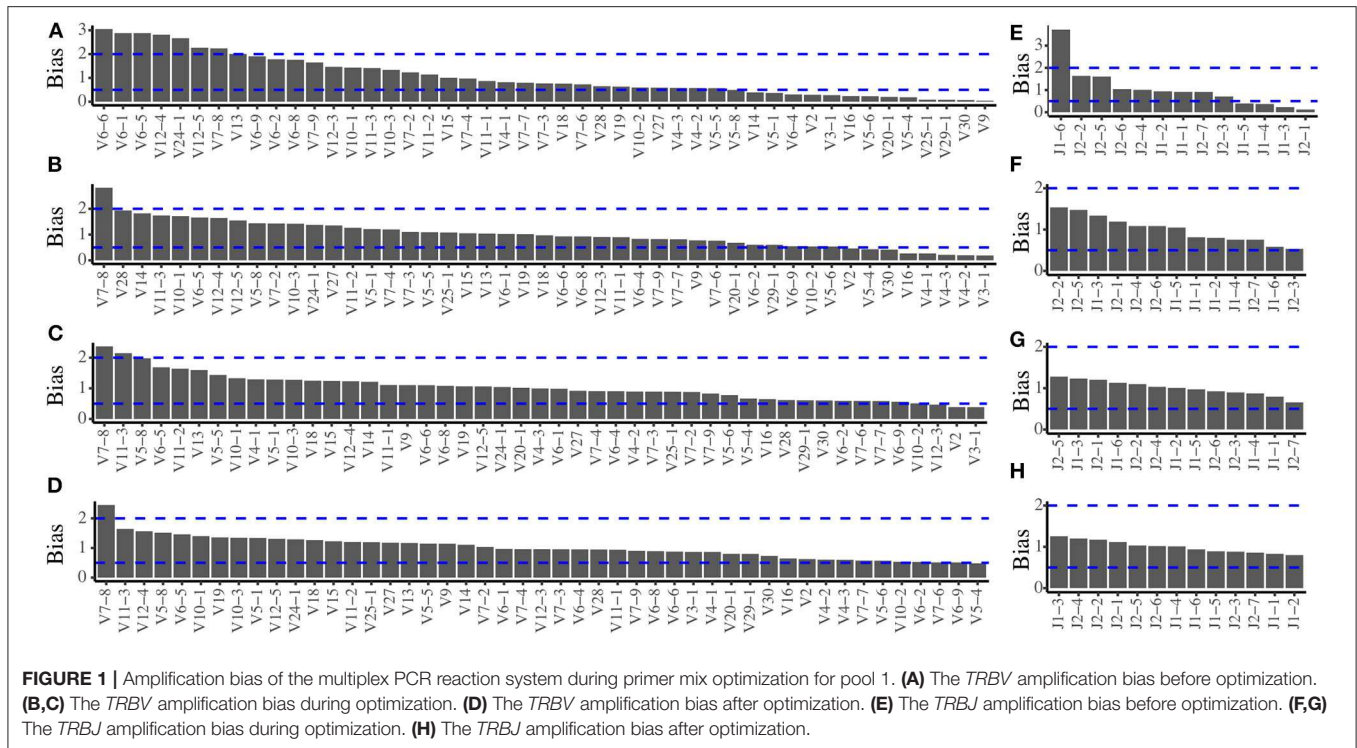 A
Bias
3
2
1
0
V6−6 V6−1 V6−5 V12−4 V24−1 V12−5 V7−8 V13 V6−9 V6−2 V6−8 V7−9 V12−3 V10−1 V11−3 V10−3 V7−2 V11−2 V15 V7−4 V11−1 V4−1 V7−7 V7−3 V18 V7−6 V28 V19 V10−2 V27 V4−3 V4−2 V5−5 V5−8 V14 V5−1 V6−4 V2 V3−1 V16 V5−6 V20−1 V5−4 V25−1 V29−1 V30 V9
E
Bias
3
2
1
0
J1−6 J2−2 J2−5 J2−6 J2−4 J1−2 J1−1 J2−7 J2−3 J1−5 J1−4 J1−3 J2−1
B
Bias
2
1
0
V7−8 V28 V14 V11−3 V10−1 V6−5 V12−4 V12−5 V5−8 V7−2 V10−3 V24−1 V27 V11−2 V5−1 V7−4 V7−3 V5−5 V25−1 V15 V13 V6−1 V19 V18 V6−6 V6−8 V12−3 V11−1 V6−4 V7−9 V7−7 V9 V7−6 V20−1 V6−2 V29−1 V6−9 V10−2 V5−6 V2 V5−4 V30 V16 V4−1 V4−3 V4−2 V3−1
F
Bias
2
1
0
J2−2 J2−5 J1−3 J2−1 J2−4 J2−6 J1−5 J1−1 J1−2 J1−4 J2−7 J1−6 J2−3
C
Bias
2
1
0
V7−8 V11−3 V5−8 V6−5 V11−2 V13 V5−5 V10−1 V4−1 V5−1 V10−3 V18 V15 V12−4 V14 V11−1 V9 V6−6 V6−8 V19 V12−5 V24−1 V20−1 V4−3 V6−1 V27 V7−4 V6−4 V4−2 V7−3 V25−1 V7−2 V7−9 V5−6 V5−4 V16 V28 V29−1 V30 V6−2 V7−6 V7−7 V6−9 V10−2 V12−3 V2 V3−1
G
Bias
2
1
0
J2−5 J1−3 J2−1 J1−6 J2−2 J2−4 J1−2 J1−5 J2−6 J2−3 J1−4 J1−1 J2−7
D
Bias
2
1
0
V7−8 V11−3 V12−4 V5−8 V6−5 V10−1 V19 V10−3 V5−1 V12−5 V24−1 V18 V15 V11−2 V25−1 V27 V13 V5−5 V9 V14 V7−2 V6−1 V4−3 V12−3 V7−3 V6−4 V28 V11−1 V7−9 V6−8 V6−6 V3−1 V4−1 V20−1 V29−1 V30 V16 V2 V4−2 V7−4 V7−7 V5−6 V10−2 V6−2 V7−6 V6−9 V5−4
H
Bias
2
1
0
J1−3 J2−4 J2−2 J2−1 J2−5 J2−6 J1−4 J1−6 J1−5 J2−3 J2−7 J1−1 J1−2
FIGURE 1 | Amplification bias of the multiplex PCR reaction system during primer mix optimization for pool 1. (A) The TRBV amplification bias before optimization.
(B,C) The TRBV amplification bias during optimization. (D) The TRBV amplification bias after optimization. (E) The TRBJ amplification bias before optimization. (F,G)
The TRBJ amplification bias during optimization. (H) The TRBJ amplification bias after optimization.